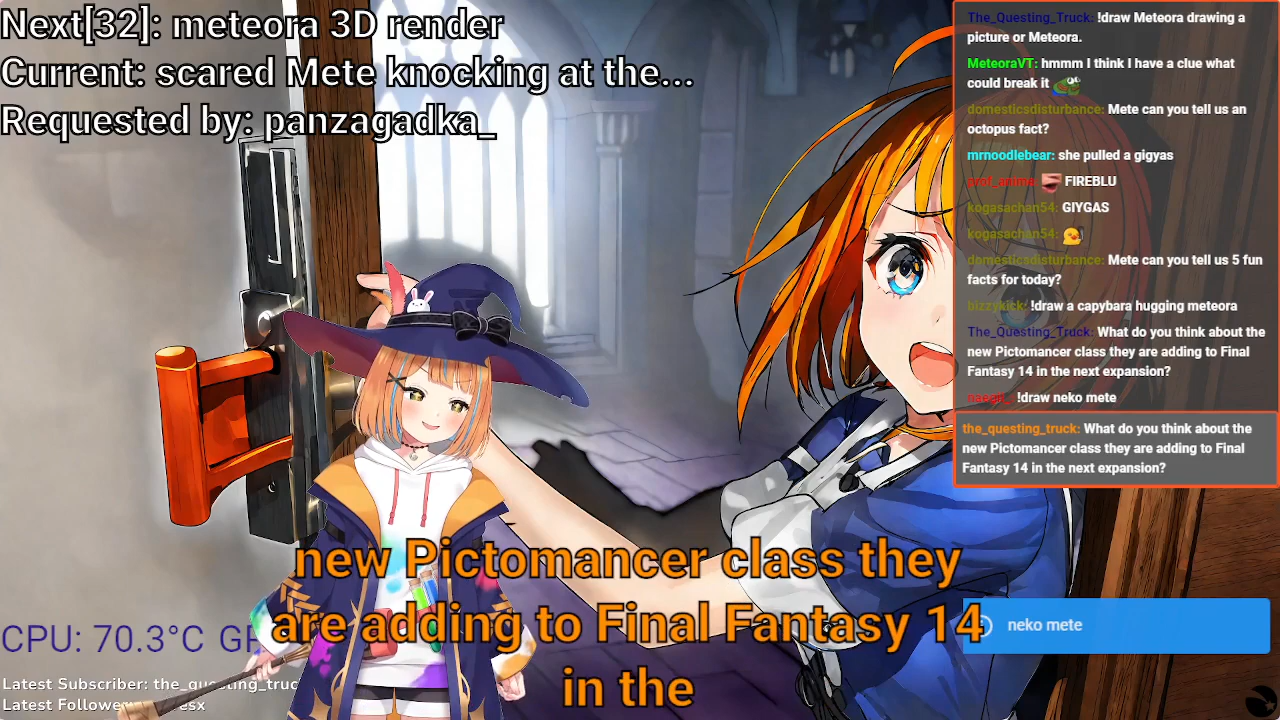 Next[32]: meteora 3D render
Current: scared Mete knocking at the...
Requested by: panzagadka_
The_Questing_Truck: !draw Meteora drawing a
picture or Meteora.
MeteoraVT: hmmm I think I have a clue what
could break it
domesticsdisturbance: Mete can you tell us an
octopus fact?
mrnoodlebear: she pulled a gigyas
prof_anima: FIREBLU
kogasachan54: GIYGAS
kogasachan54:
domesticsdisturbance: Mete can you tell us 5 fun
facts for today?
bizzykick: !draw a capybara hugging meteora
The_Questing_Truck: What do you think about the
new Pictomancer class they are adding to Final
Fantasy 14 in the next expansion?
!draw neko mete
the_questing_truck: What do you think about the
new Pictomancer class they are adding to Final
Fantasy 14 in the next expansion?
new Pictomancer class they
are adding to Final Fantasy 14
in the
neko mete
CPU: 70.3°C
Latest Subscriber:
Latest